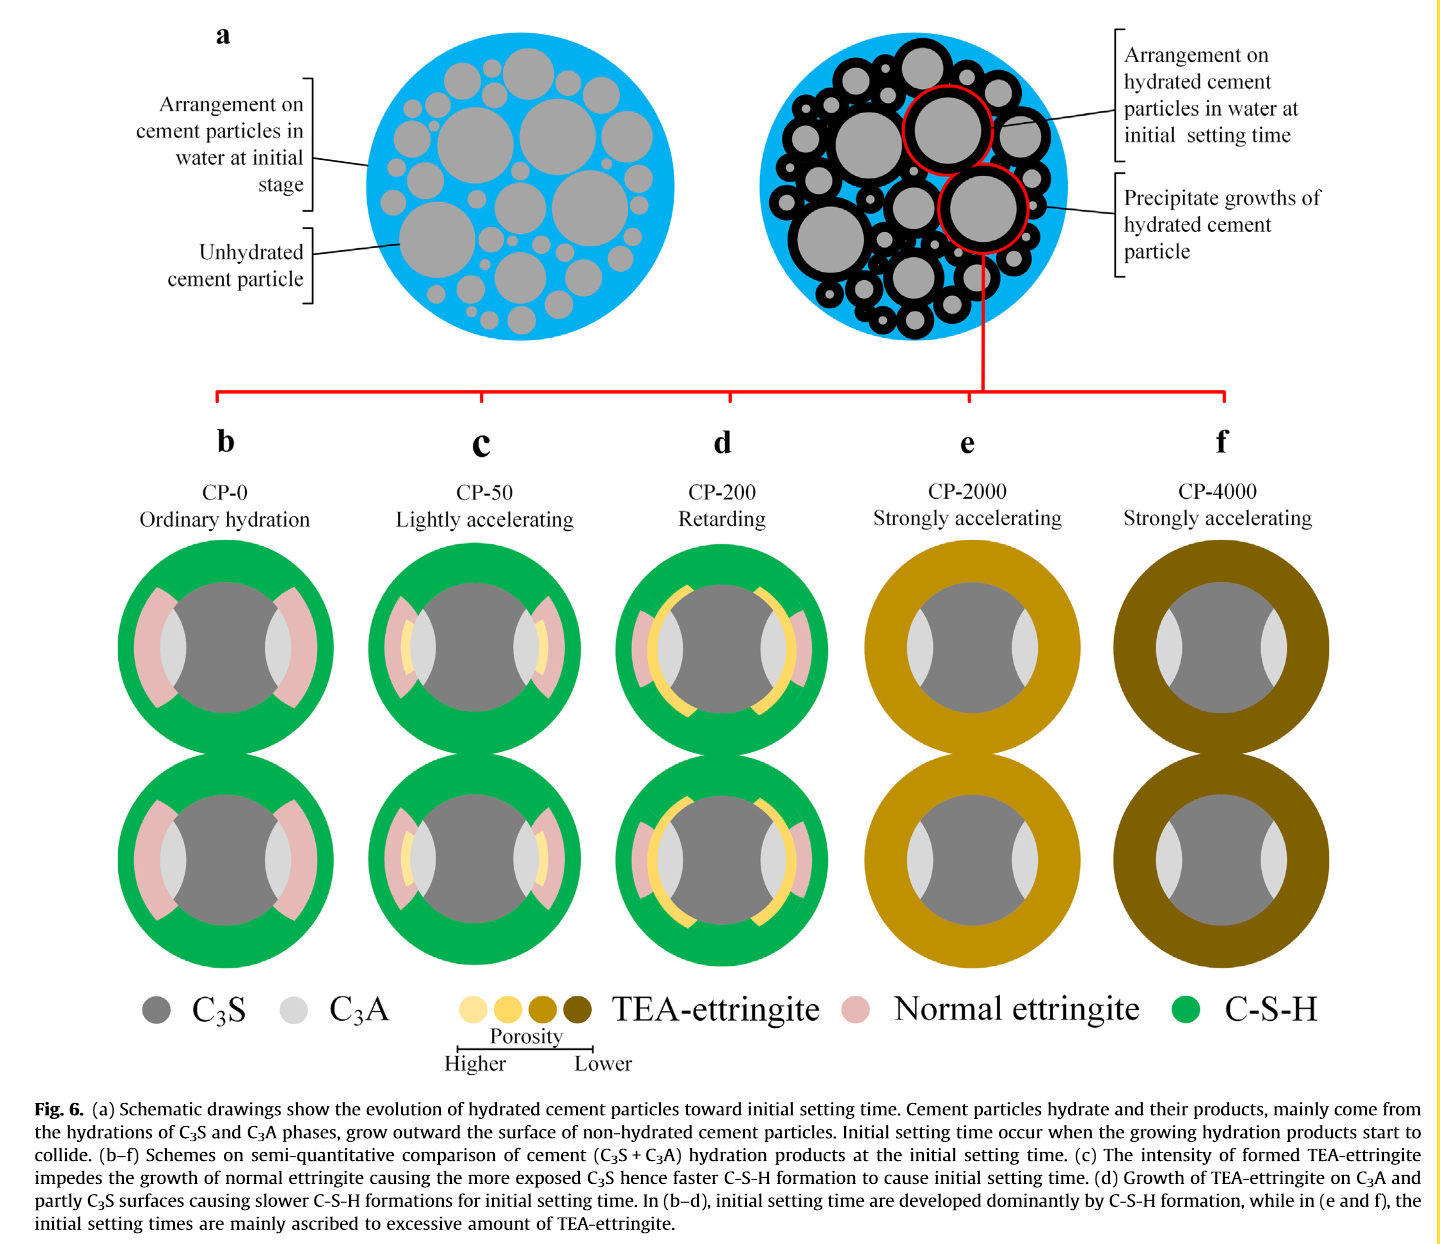 a
Arrangement on
cement particles in
water at initial
stage
Unhydrated
cement particle
Arrangement on
hydrated cement
particles in water at
initial setting time
Precipitate growths of
hydrated cement
particle
b
CP-0
Ordinary hydration
c
CP-50
Lightly accelerating
d
CP-200
Retarding
e
CP-2000
Strongly accelerating
f
CP-4000
Strongly accelerating
C₃S
C₃A
TEA-ettringite
Normal ettringite
C-S-H
Porosity
Higher
Lower
Fig. 6. (a) Schematic drawings show the evolution of hydrated cement particles toward initial setting time. Cement particles hydrate and their products, mainly come from
the hydrations of C₃S and C₃A phases, grow outward the surface of non-hydrated cement particles. Initial setting time occur when the growing hydration products start to
collide. (b–f) Schemes on semi-quantitative comparison of cement (C₃S + C₃A) hydration products at the initial setting time. (c) The intensity of formed TEA-ettringite
impedes the growth of normal ettringite causing the more exposed C₃S hence faster C-S-H formation to cause initial setting time. (d) Growth of TEA-ettringite on C₃A and
partly C₃S surfaces causing slower C-S-H formations for initial setting time. In (b–d), initial setting time are developed dominantly by C-S-H formation, while in (e and f), the
initial setting times are mainly ascribed to excessive amount of TEA-ettringite.